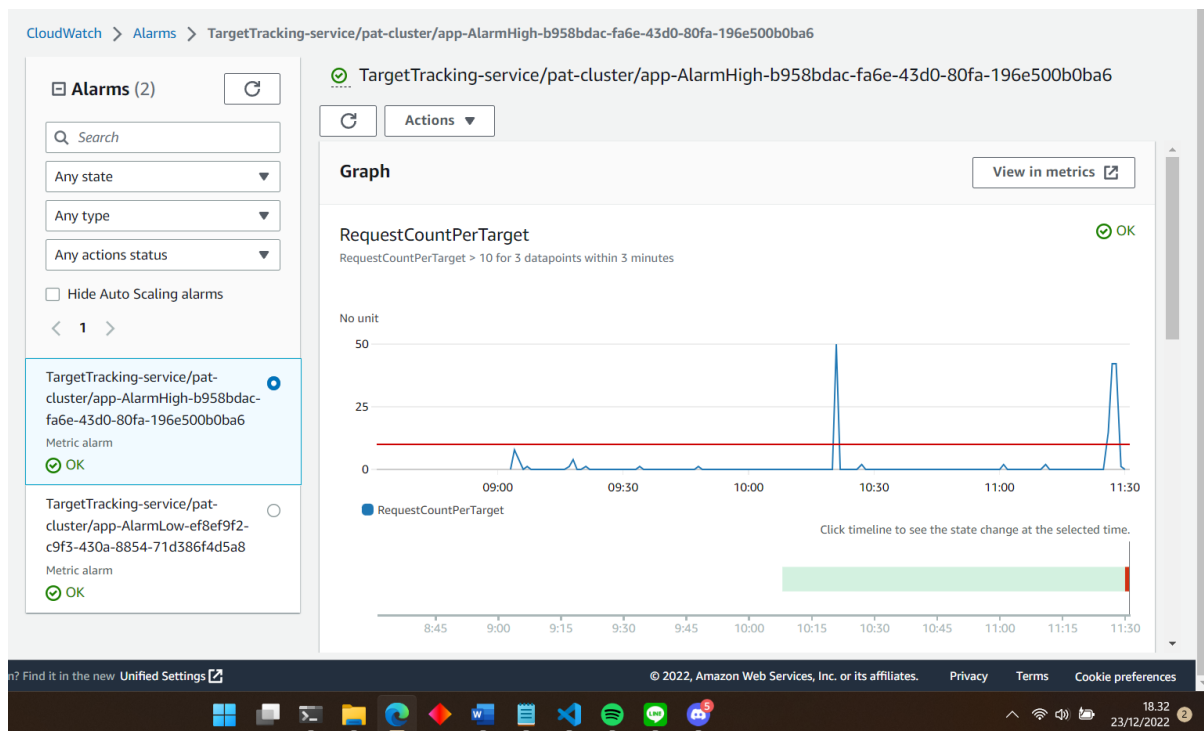 CloudWatch > Alarms > TargetTracking-service/pat-cluster/app-AlarmHigh-b958bdac-fa6e-43d0-80fa-196e500b0ba6
Alarms (2)
Search
Any state
Any type
Any actions status
Hide Auto Scaling alarms
< 1 >
TargetTracking-service/pat-
cluster/app-AlarmHigh-b958bdac-
fa6e-43d0-80fa-196e500b0ba6
Metric alarm
OK
TargetTracking-service/pat-
cluster/app-AlarmLow-ef8ef9f2-
c9f3-430a-8854-71d386f4d5a8
Metric alarm
OK
TargetTracking-service/pat-cluster/app-AlarmHigh-b958bdac-fa6e-43d0-80fa-196e500b0ba6
Actions
Graph
View in metrics
RequestCountPerTarget
OK
RequestCountPerTarget > 10 for 3 datapoints within 3 minutes
No unit
50
25
0
09:00 09:30 10:00 10:30 11:00 11:30
RequestCountPerTarget
Click timeline to see the state change at the selected time.
8:45 9:00 9:15 9:30 9:45 10:00 10:15 10:30 10:45 11:00 11:15 11:30
n? Find it in the new Unified Settings
© 2022, Amazon Web Services, Inc. or its affiliates. Privacy Terms Cookie preferences
W
LINE
5
18.32
23/12/2022
2